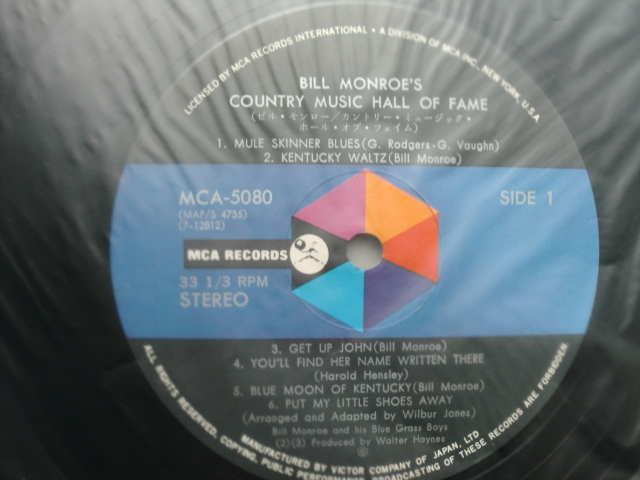 LICENSED BY MCA RECORDS INTERNATIONAL • A DIVISION OF MCA INC., NEW YORK, U.S.A.
BILL MONROE'S
COUNTRY MUSIC HALL OF FAME
(ビル・モンロー/カントリー・ミュージック・
ホール・オブ・フェイム)
1. MULE SKINNER BLUES(G. Rodgers-G. Vaughn)
2. KENTUCKY WALTZ(Bill Monroe)
MCA-5080
SIDE 1
(MAP/S 4735)
(7-12812)
MCA RECORDS
33 1/3 RPM
STEREO
3. GET UP JOHN(Bill Monroe)
4. YOU'LL FIND HER NAME WRITTEN THERE
(Harold Hensley)
5. BLUE MOON OF KENTUCKY(Bill Monroe)
6. PUT MY LITTLE SHOES AWAY
(Arranged and Adapted by Wilbur Jones)
Bill Monroe and his Blue Grass Boys
(2)(3) Produced by Walter Haynes
MANUFACTURED BY VICTOR COMPANY OF JAPAN, LTD
ALL RIGHTS RESERVED. COPYING, PUBLIC PERFORMANCE, BROADCASTING OF THESE RECORDS ARE FORBIDDEN.